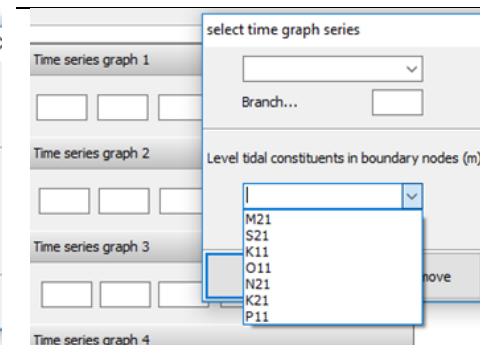 Time series graph 1
Time series graph 2
Time series graph 3
Time series graph 4
select time graph series
Branch...
Level tidal constituents in boundary nodes (m)
M21
S21
K11
O11
N21
K21
P11